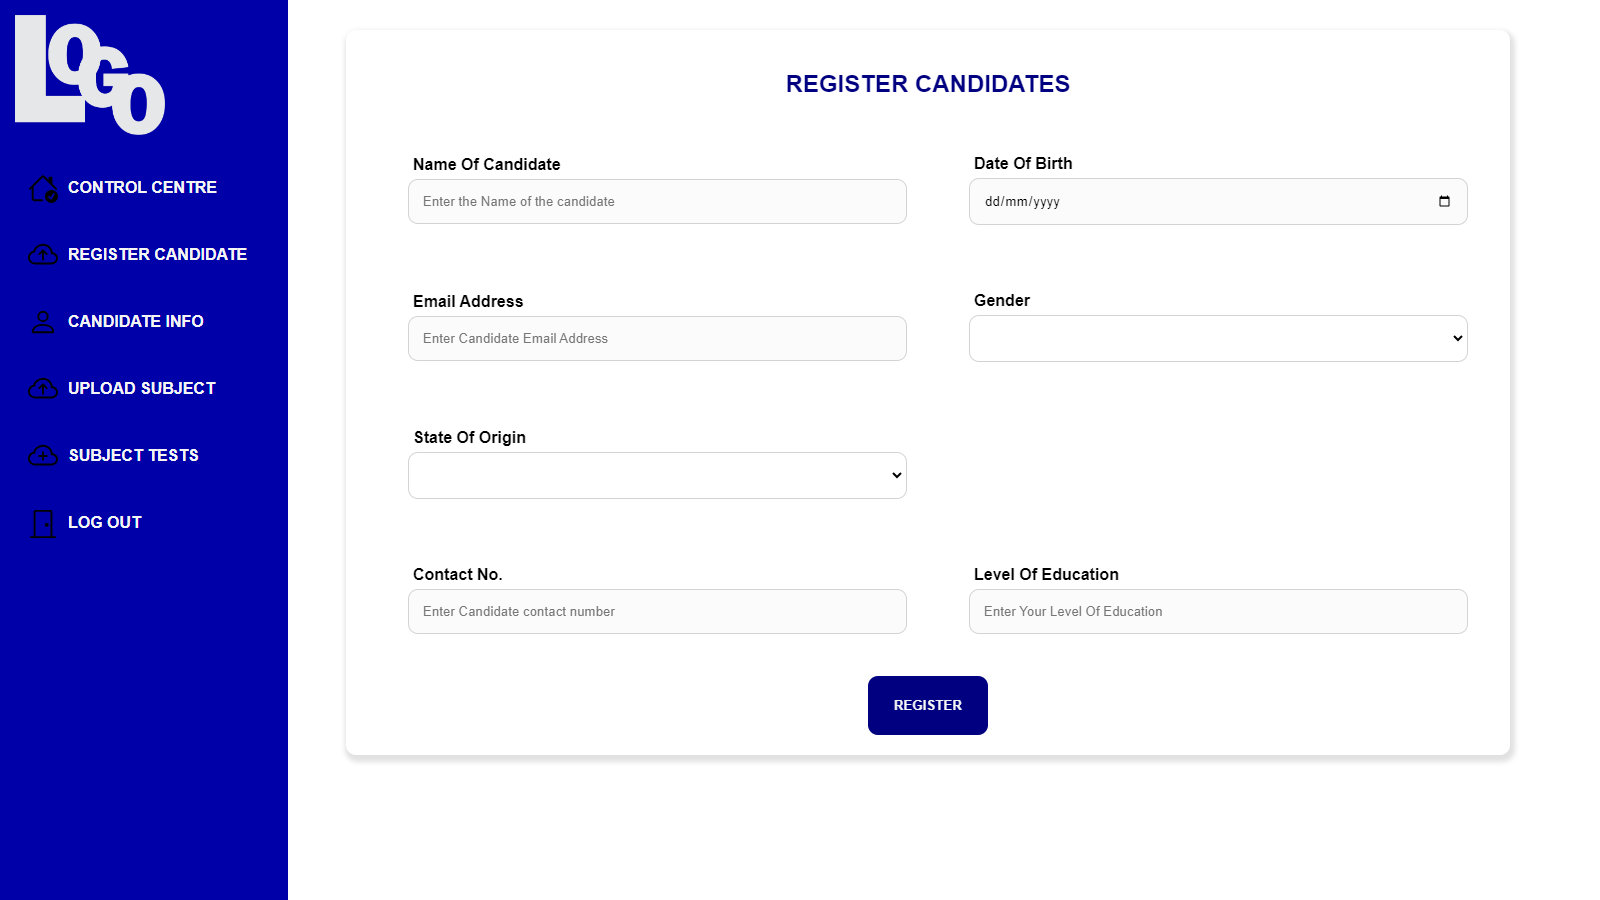 LOGO
CONTROL CENTRE
REGISTER CANDIDATE
CANDIDATE INFO
UPLOAD SUBJECT
SUBJECT TESTS
LOG OUT
REGISTER CANDIDATES
Name Of Candidate
Enter the Name of the candidate
Date Of Birth
dd/mm/yyyy
Email Address
Enter Candidate Email Address
Gender
State Of Origin
Contact No.
Enter Candidate contact number
Level Of Education
Enter Your Level Of Education
REGISTER